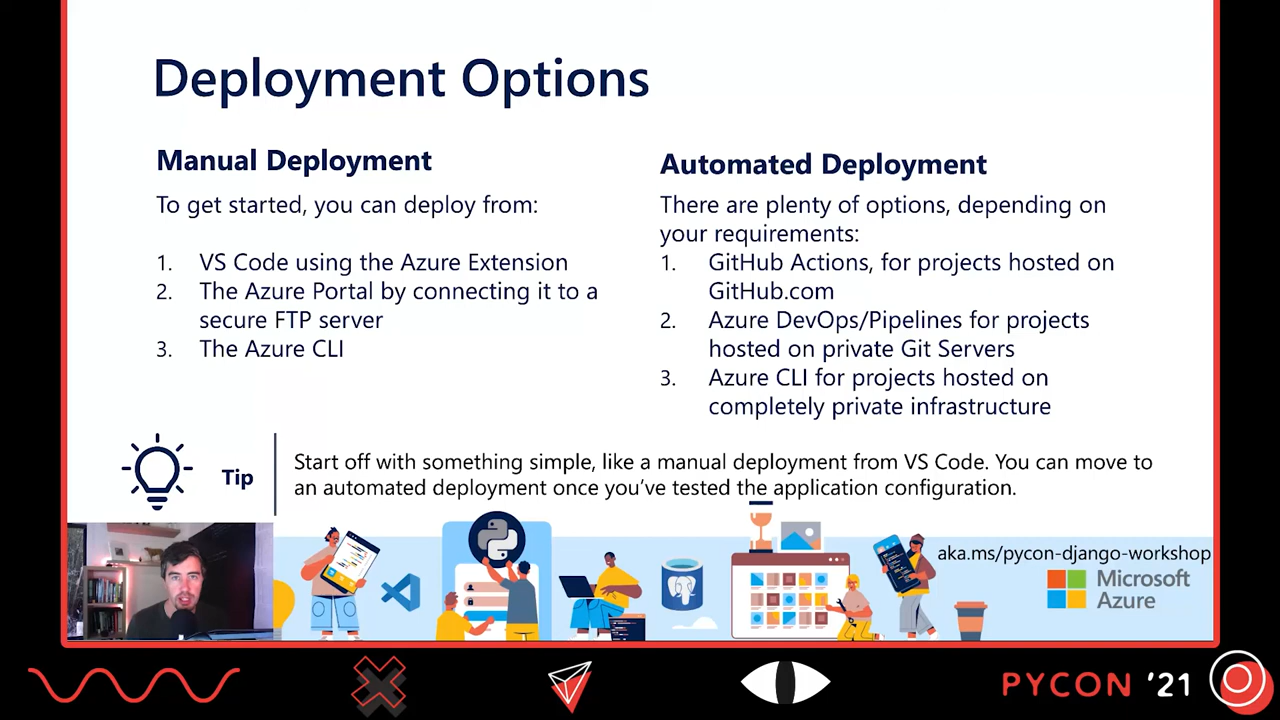 Deployment Options
Manual Deployment
To get started, you can deploy from:
1. VS Code using the Azure Extension
2. The Azure Portal by connecting it to a
secure FTP server
3. The Azure CLI
Automated Deployment
There are plenty of options, depending on
your requirements:
1. GitHub Actions, for projects hosted on
GitHub.com
2. Azure DevOps/Pipelines for projects
hosted on private Git Servers
3. Azure CLI for projects hosted on
completely private infrastructure
Tip
Start off with something simple, like a manual deployment from VS Code. You can move to
an automated deployment once you’ve tested the application configuration.
aka.ms/pycon-django-workshop
Microsoft
Azure
PYCON '21